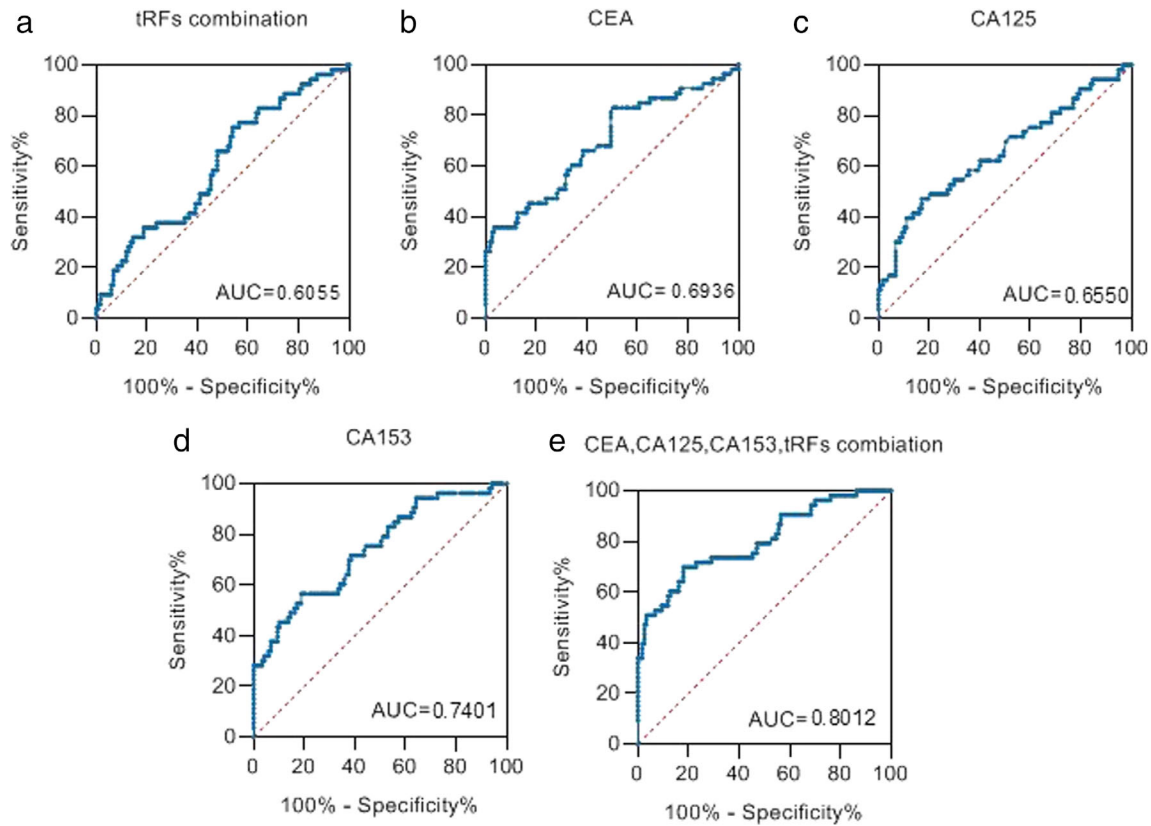 a
tRFs combination
100
80
60
40
20
0
Sensitivity%
AUC=0.6055
0 20 40 60 80 100
100% - Specificity%
b
CEA
100
80
60
40
20
0
Sensitivity%
AUC=0.6936
0 20 40 60 80 100
100% - Specificity%
c
CA125
100
80
60
40
20
0
Sensitivity%
AUC=0.6550
0 20 40 60 80 100
100% - Specificity%
d
CA153
100
80
60
40
20
0
Sensitivity%
AUC=0.7401
0 20 40 60 80 100
100% - Specificity%
e
CEA,CA125,CA153,tRFs combiation
100
80
60
40
20
0
Sensitivity%
AUC=0.8012
0 20 40 60 80 100
100% - Specificity%